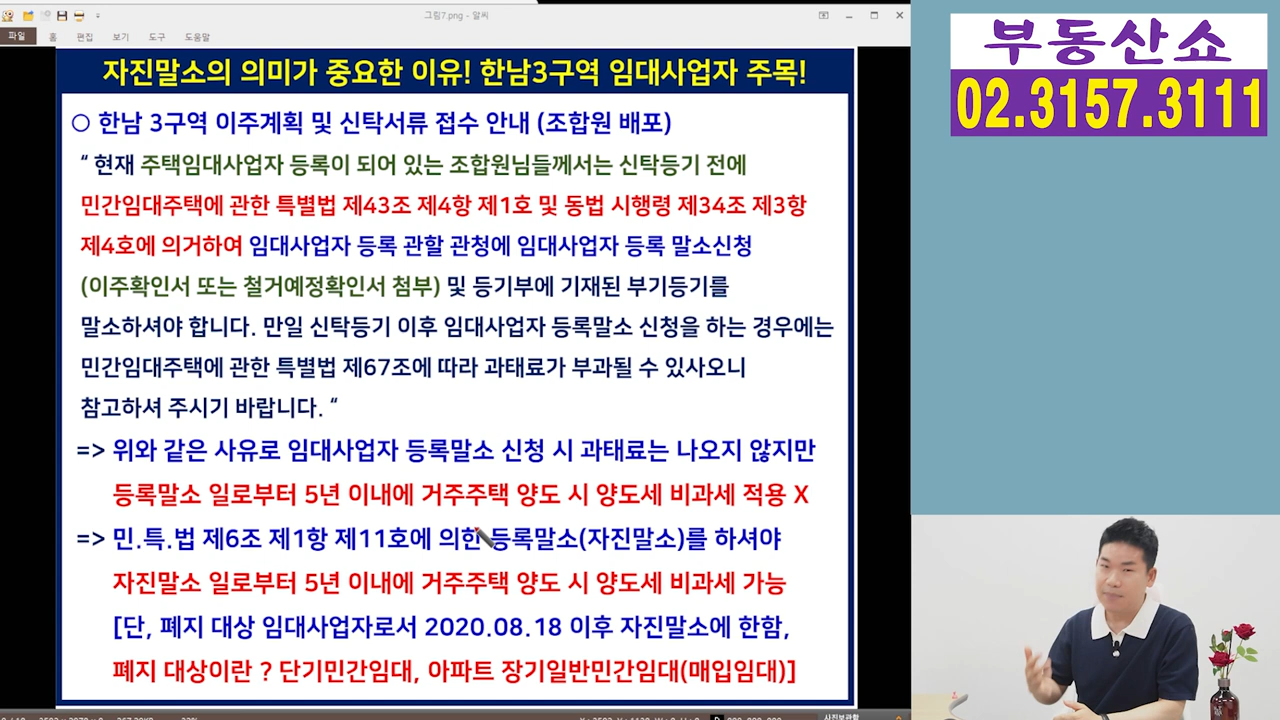 그림7.png - 알씨
파일 홈 편집 보기 도구 도움말
자진말소의 의미가 중요한 이유! 한남3구역 임대사업자 주목!
○ 한남 3구역 이주계획 및 신탁서류 접수 안내 (조합원 배포)
“ 현재 주택임대사업자 등록이 되어 있는 조합원님들께서는 신탁등기 전에
민간임대주택에 관한 특별법 제43조 제4항 제1호 및 동법 시행령 제34조 제3항
제4호에 의거하여 임대사업자 등록 관할 관청에 임대사업자 등록 말소신청
(이주확인서 또는 철거예정확인서 첨부) 및 등기부에 기재된 부기등기를
말소하셔야 합니다. 만일 신탁등기 이후 임대사업자 등록말소 신청을 하는 경우에는
민간임대주택에 관한 특별법 제67조에 따라 과태료가 부과될 수 있사오니
참고하셔 주시기 바랍니다. “
=> 위와 같은 사유로 임대사업자 등록말소 신청 시 과태료는 나오지 않지만
등록말소 일로부터 5년 이내에 거주주택 양도 시 양도세 비과세 적용 X
=> 민.특.법 제6조 제1항 제11호에 의한 등록말소(자진말소)를 하셔야
자진말소 일로부터 5년 이내에 거주주택 양도 시 양도세 비과세 가능
[단, 폐지 대상 임대사업자로서 2020.08.18 이후 자진말소에 한함,
폐지 대상이란 ? 단기민간임대, 아파트 장기일반민간임대(매입임대)]
사진보관함
부동산쇼
02.3157.3111